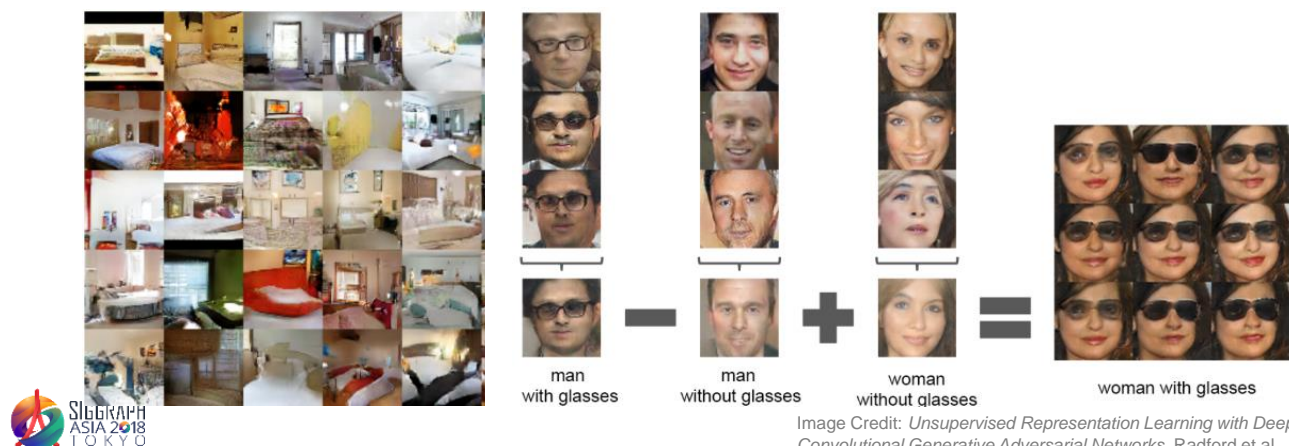 man
with glasses
man
without glasses
woman
without glasses
woman with glasses
SIGGRAPH
ASIA 2018
TOKYO
Image Credit: Unsupervised Representation Learning with Deep
Convolutional Generative Adversarial Networks, Radford et al